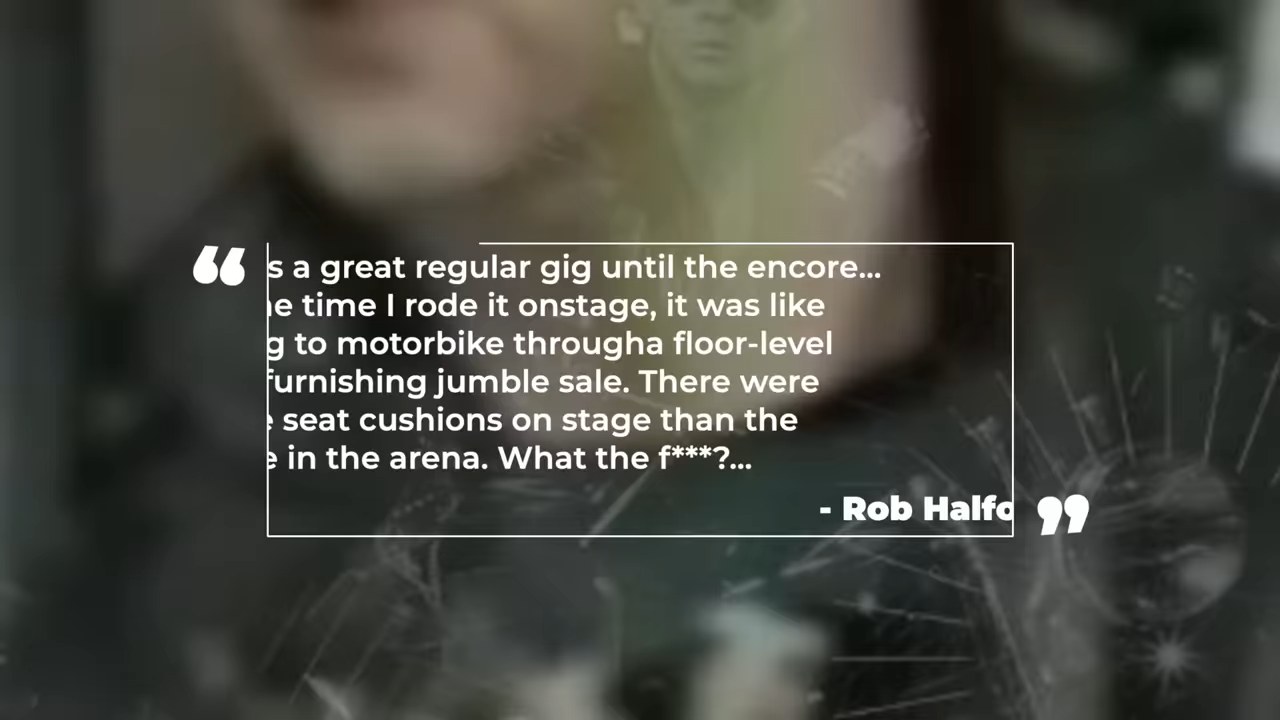 s a great regular gig until the encore...
e time I rode it onstage, it was like
g to motorbike througha floor-level
furnishing jumble sale. There were
seat cushions on stage than the
in the arena. What the f***?...
- Rob Halfo